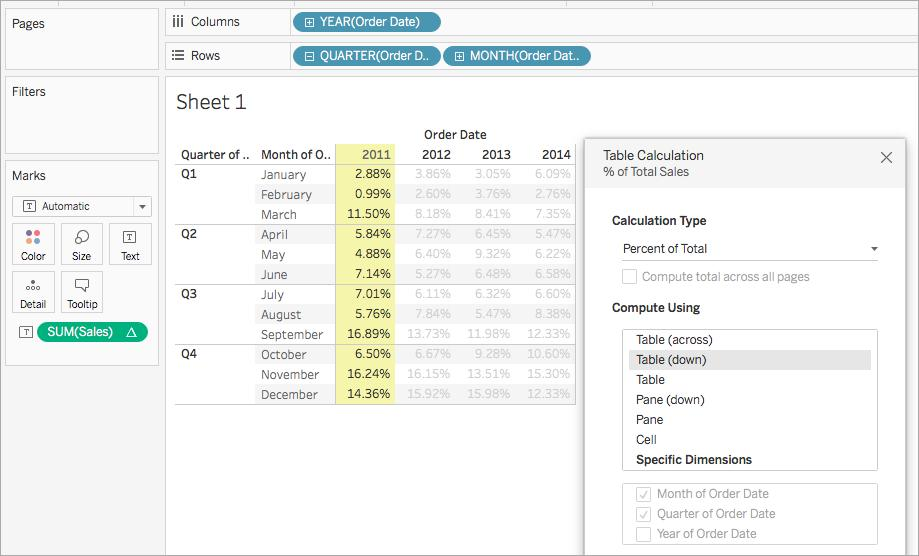 Pages
Columns
YEAR(Order Date)
Rows
QUARTER(Order D..
MONTH(Order Dat..
Filters
Marks
Automatic
Color
Size
Text
Detail
Tooltip
SUM(Sales)
Sheet 1
Order Date
Quarter of .. Month of O.. 2011 2012 2013 2014
Q1 January 2.88% 3.86% 3.05% 6.09%
February 0.99% 2.60% 3.76% 2.76%
March 11.50% 8.18% 8.41% 7.35%
Q2 April 5.84% 7.27% 6.45% 5.47%
May 4.88% 6.40% 9.32% 6.22%
June 7.14% 5.27% 6.48% 6.58%
Q3 July 7.01% 6.11% 6.32% 6.60%
August 5.76% 7.84% 5.47% 8.38%
September 16.89% 13.73% 11.98% 12.33%
Q4 October 6.50% 6.67% 9.28% 10.60%
November 16.24% 16.15% 13.51% 15.30%
December 14.36% 15.92% 15.98% 12.33%
Table Calculation
% of Total Sales
Calculation Type
Percent of Total
Compute total across all pages
Compute Using
Table (across)
Table (down)
Table
Pane (down)
Pane
Cell
Specific Dimensions
Month of Order Date
Quarter of Order Date
Year of Order Date